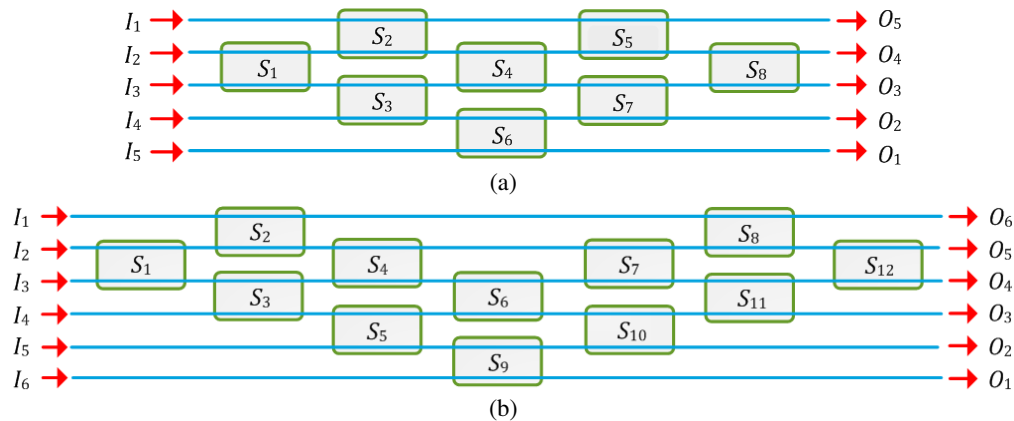 I1 S2 S5 O5
I2 S1 S4 S8 O4
I3 S3 S7 O3
I4 S6 O2
I5 O1
(a)
I1 S2 S8 O6
I2 S1 S4 S7 S12 O5
I3 S3 S6 S11 O4
I4 S5 S10 O3
I5 S9 O2
I6 O1
(b)